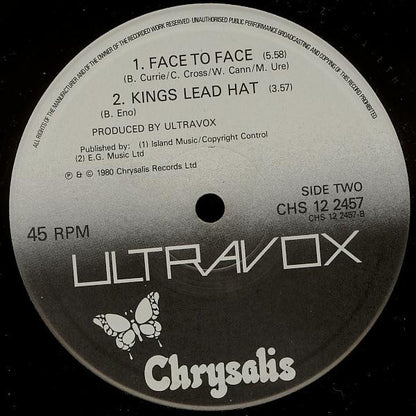 ALL RIGHTS OF THE MANUFACTURER AND OF THE OWNER OF THE RECORDED WORK RESERVED · UNAUTHORISED PUBLIC PERFORMANCE BROADCASTING AND COPYING OF THIS RECORD PROHIBITED.
1. FACE TO FACE (5.58)
(B. Currie/C. Cross/W. Cann/M. Ure)
2. KINGS LEAD HAT (3.57)
(B. Eno)
PRODUCED BY ULTRAVOX
Published by: (1) Island Music/Copyright Control
(2) E.G. Music Ltd
℗ & © 1980 Chrysalis Records Ltd
SIDE TWO
CHS 12 2457
CHS 12 2457-B
45 RPM
ULTRAVOX
Chrysalis